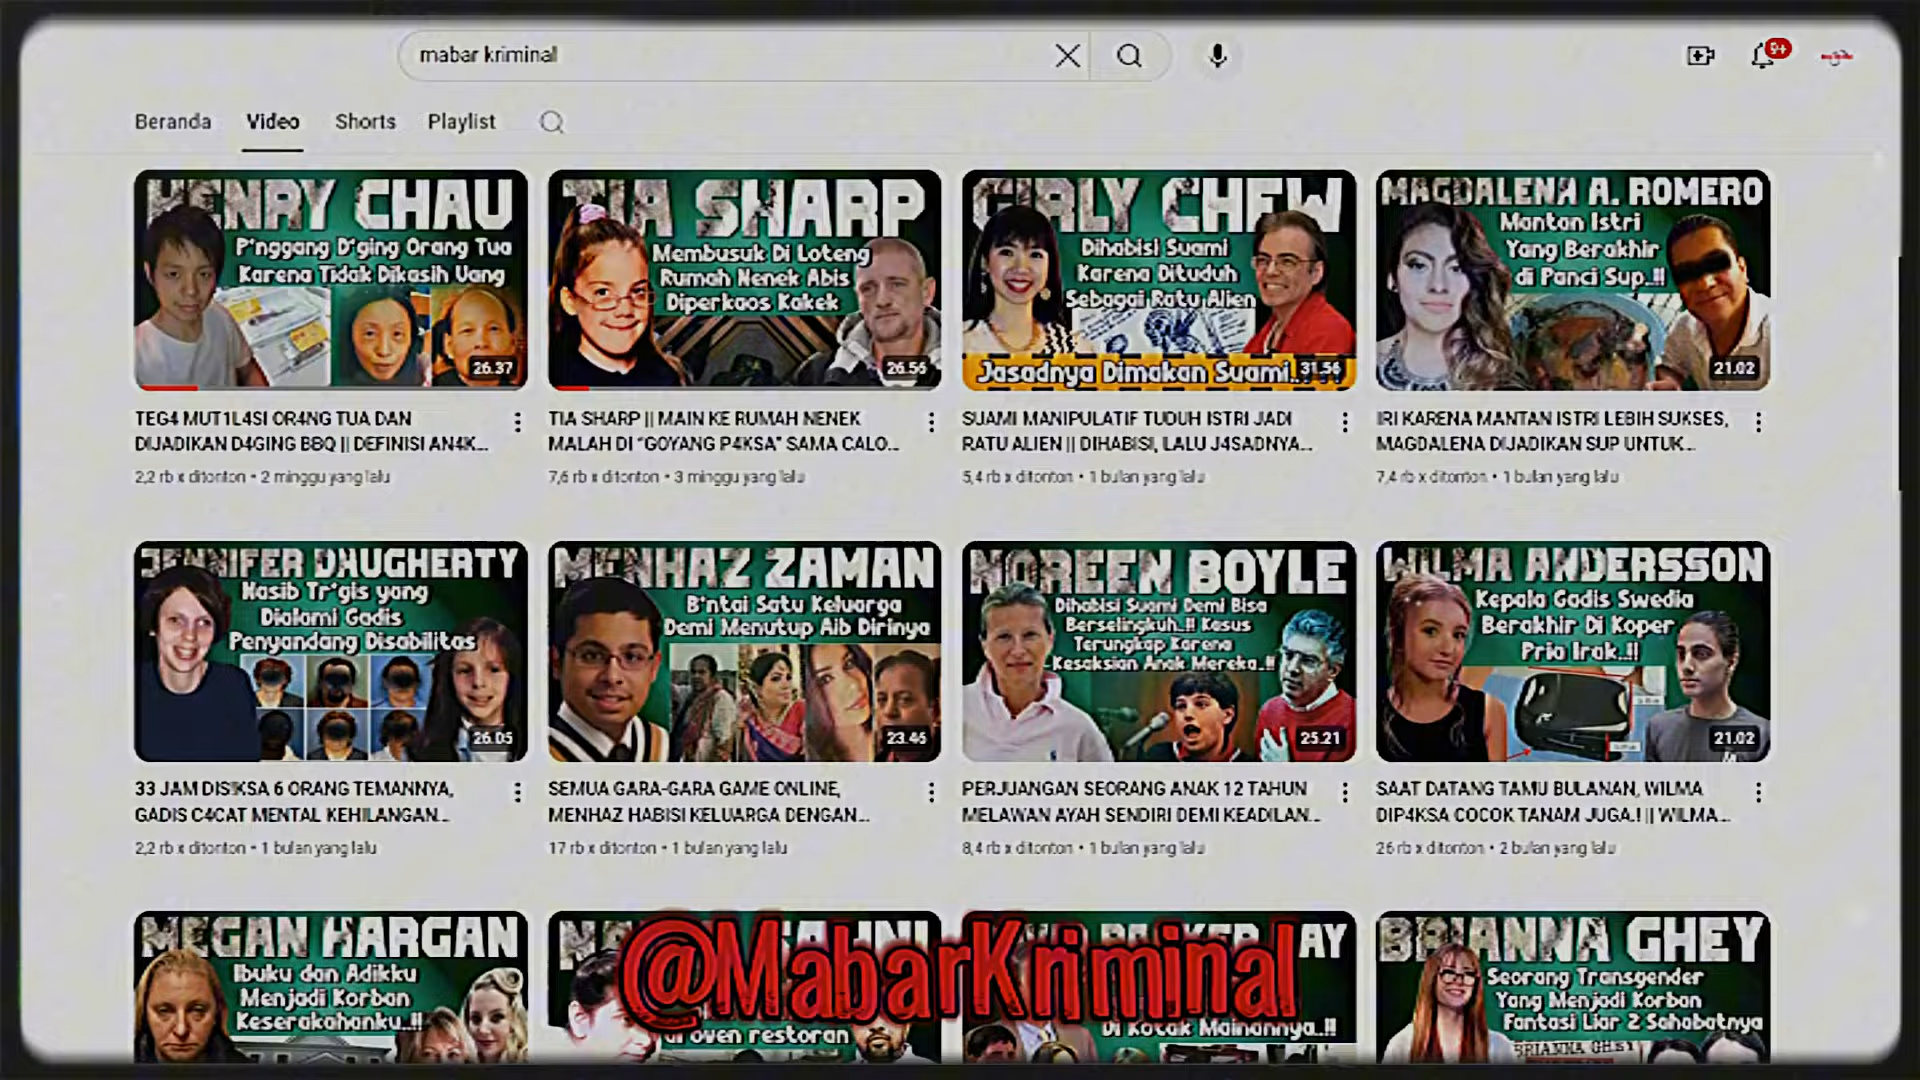 mabar kriminal
9+
Beranda Video Shorts Playlist
HENRY CHAU
P*nggang D*ging Orang Tua
Karena Tidak Dikasih Uang
26.37
TEG4 MUT1L4SI OR4NG TUA DAN
DIJADIKAN D4GING BBQ || DEFINISI AN4K...
2,2 rb x ditonton • 2 minggu yang lalu
TIA SHARP
Membusuk Di Loteng
Rumah Nenek Abis
Diperkaos Kakek
26.56
TIA SHARP || MAIN KE RUMAH NENEK
MALAH DI "GOYANG P4KSA" SAMA CALO...
7,6 rb x ditonton • 3 minggu yang lalu
GIRLY CHEW
Dihabisi Suami
Karena Dituduh
Sebagai Ratu Alien
Jasadnya Dimakan Suami..
31.56
SUAMI MANIPULATIF TUDUH ISTRI JADI
RATU ALIEN || DIHABISI, LALU J4SADNYA...
5,4 rb x ditonton • 1 bulan yang lalu
MAGDALENA A. ROMERO
Mantan Istri
Yang Berakhir
di Panci Sup..!!
21.02
IRI KARENA MANTAN ISTRI LEBIH SUKSES,
MAGDALENA DIJADIKAN SUP UNTUK...
7,4 rb x ditonton • 1 bulan yang lalu
JENNIFER DAUGHERTY
Nasib Tr*gis yang
Dialami Gadis
Penyandang Disabilitas
26.05
33 JAM DIS1KSA 6 ORANG TEMANNYA,
GADIS C4CAT MENTAL KEHILANGAN...
2,2 rb x ditonton • 1 bulan yang lalu
MENHAZ ZAMAN
B*ntai Satu Keluarga
Demi Menutup Aib Dirinya
23.46
SEMUA GARA-GARA GAME ONLINE,
MENHAZ HABISI KELUARGA DENGAN...
17 rb x ditonton • 1 bulan yang lalu
NOREEN BOYLE
Dihabisi Suami Demi Bisa
Berselingkuh..!! Kasus
Terungkap Karena
Kesaksian Anak Mereka..!!
25.21
PERJUANGAN SEORANG ANAK 12 TAHUN
MELAWAN AYAH SENDIRI DEMI KEADILAN...
8,4 rb x ditonton • 1 bulan yang lalu
WILMA ANDERSSON
Kepala Gadis Swedia
Berakhir Di Koper
Pria Irak..!!
21.02
SAAT DATANG TAMU BULANAN, WILMA
DIP4KSA COCOK TANAM JUGA.! || WILMA...
26 rb x ditonton • 2 bulan yang lalu
MEGAN HARGAN
Ibuku dan Adikku
Menjadi Korban
Keserakahanku..!!
di oven restoran
AY
Di Kotak Mainannya..!!
BRIANNA GHEY
Seorang Transgender
Yang Menjadi Korban
Fantasi Liar 2 Sahabatnya
BRIANNA GHEY
@MabarKriminal